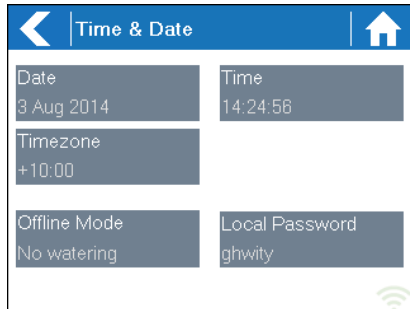 Time & Date
Date
3 Aug 2014
Time
14:24:56
Timezone
+10:00
Offline Mode
No watering
Local Password
ghwity